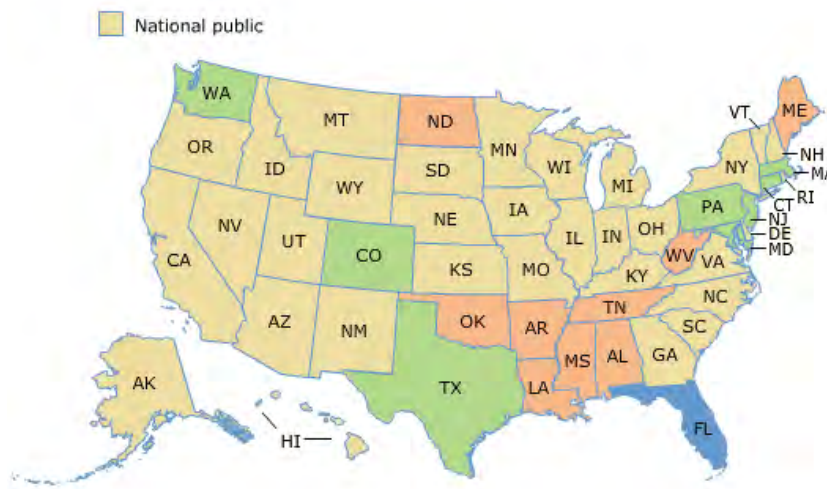 National public
WA
MT
ND
MN
VT
ME
OR
ID
SD
WI
NY
NH
WY
MI
MA
RI
CT
NV
NE
IA
PA
NJ
UT
IL
IN
OH
DE
CA
CO
KS
MO
WV
VA
MD
KY
NC
AZ
NM
OK
AR
TN
SC
MS
AL
GA
AK
TX
LA
FL
HI